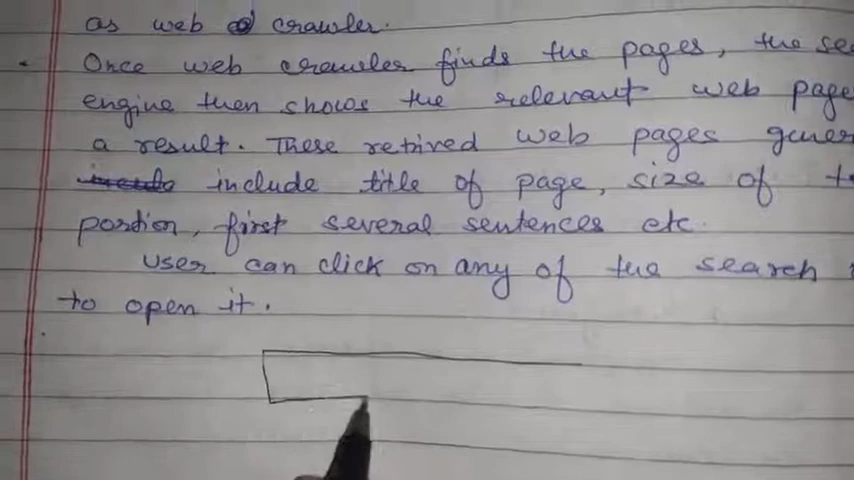 as web crawler.
Once web crawler finds the pages, the
engine then shows the relevant web page
a result. These retrived web pages
include title of page, size of
portion, first several sentences etc.
User can click on any of the search
to open it.